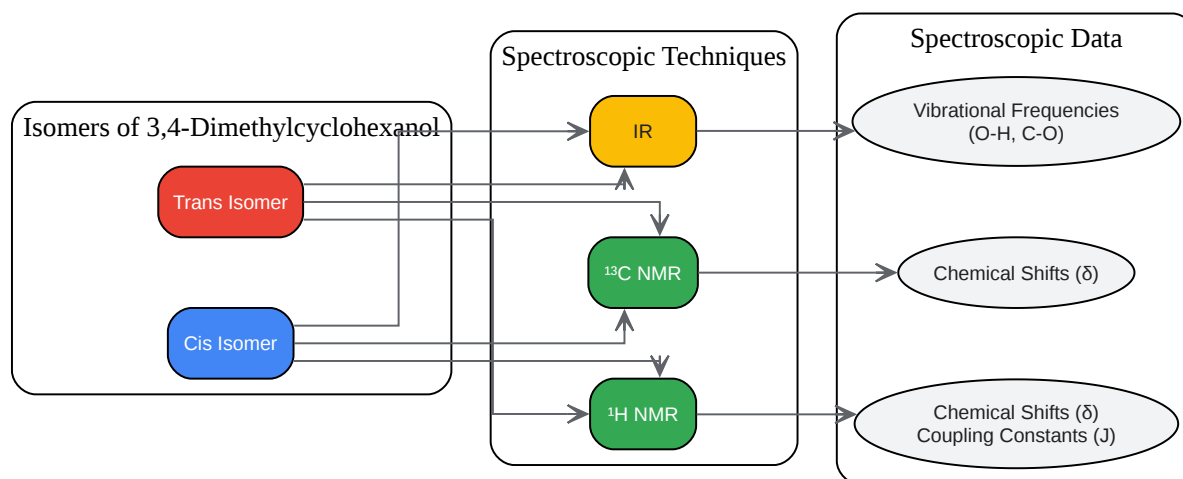 Isomers of 3,4-Dimethylcyclohexanol
Trans Isomer
Cis Isomer
Spectroscopic Techniques
IR
¹³C NMR
¹H NMR
Spectroscopic Data
Vibrational Frequencies
(O-H, C-O)
Chemical Shifts (δ)
Chemical Shifts (δ)
Coupling Constants (J)